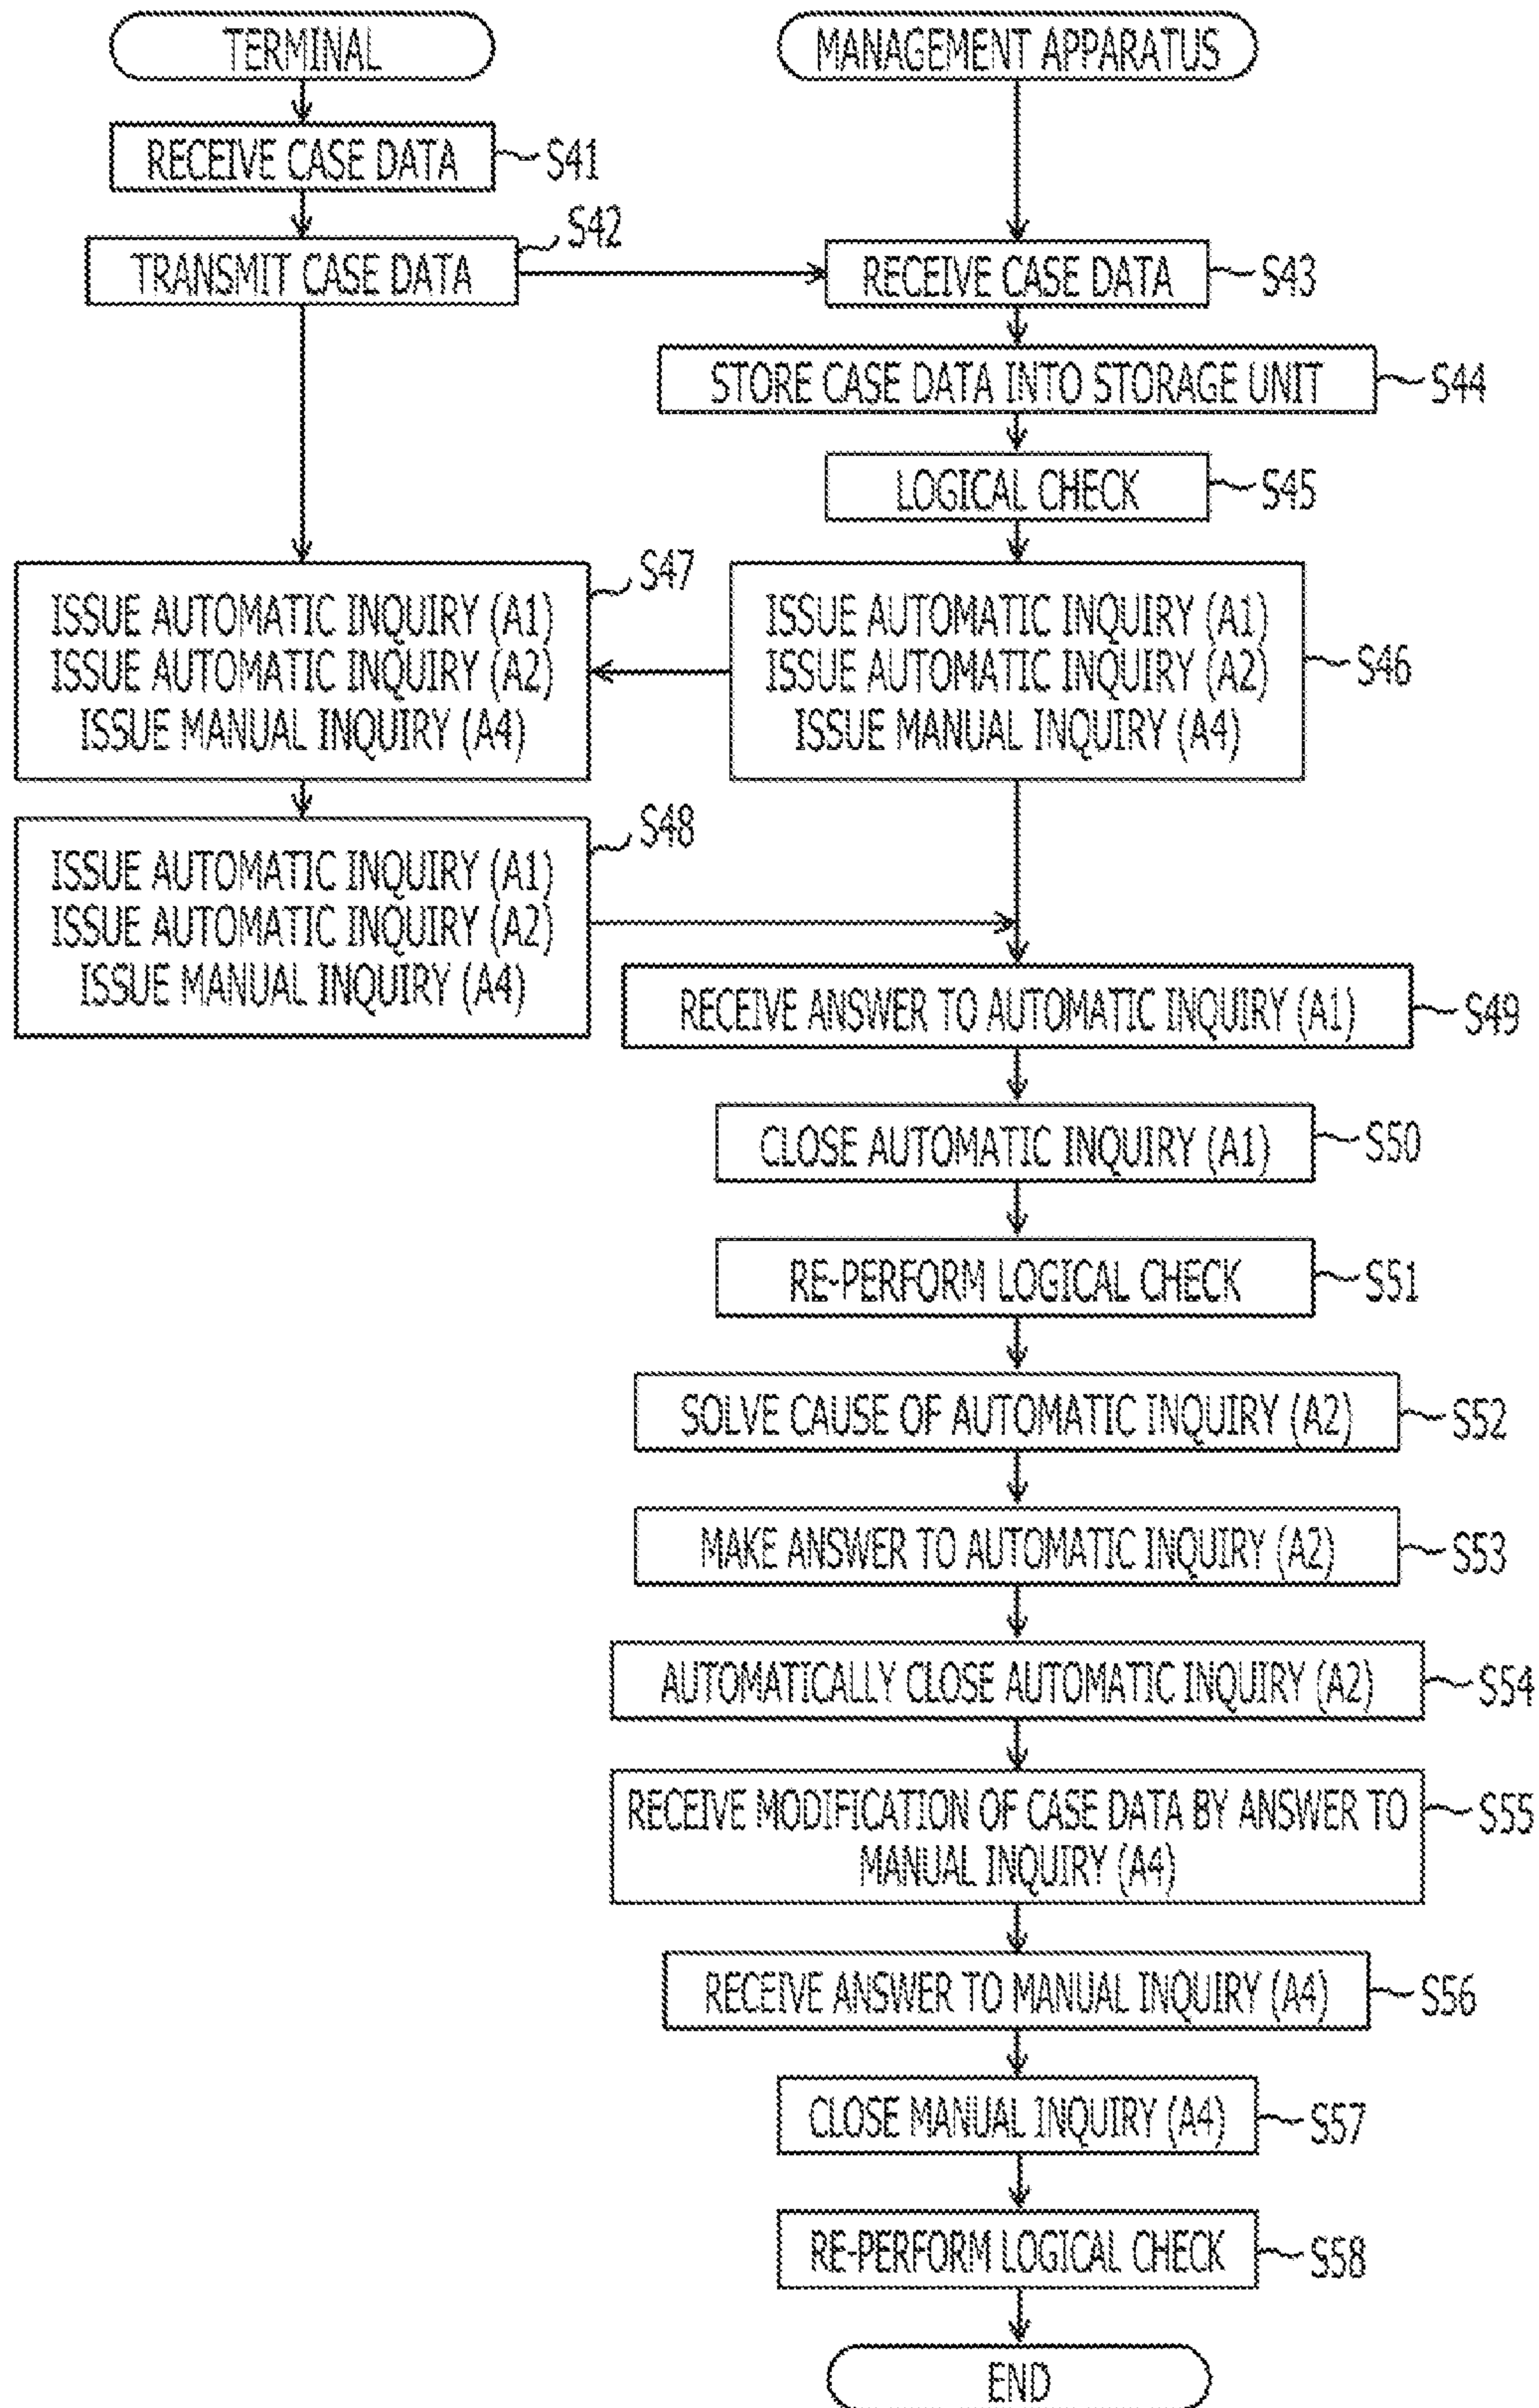 TERMINAL
MANAGEMENT APPARATUS
RECEIVE CASE DATA
S41
TRANSMIT CASE DATA
S42
RECEIVE CASE DATA
S43
STORE CASE DATA INTO STORAGE UNIT
S44
LOGICAL CHECK
S45
ISSUE AUTOMATIC INQUIRY (A1)
ISSUE AUTOMATIC INQUIRY (A2)
ISSUE MANUAL INQUIRY (A4)
S47
ISSUE AUTOMATIC INQUIRY (A1)
ISSUE AUTOMATIC INQUIRY (A2)
ISSUE MANUAL INQUIRY (A4)
S46
ISSUE AUTOMATIC INQUIRY (A1)
ISSUE AUTOMATIC INQUIRY (A2)
ISSUE MANUAL INQUIRY (A4)
S48
RECEIVE ANSWER TO AUTOMATIC INQUIRY (A1)
S49
CLOSE AUTOMATIC INQUIRY (A1)
S50
RE-PERFORM LOGICAL CHECK
S51
SOLVE CAUSE OF AUTOMATIC INQUIRY (A2)
S52
MAKE ANSWER TO AUTOMATIC INQUIRY (A2)
S53
AUTOMATICALLY CLOSE AUTOMATIC INQUIRY (A2)
S54
RECEIVE MODIFICATION OF CASE DATA BY ANSWER TO
MANUAL INQUIRY (A4)
S55
RECEIVE ANSWER TO MANUAL INQUIRY (A4)
S56
CLOSE MANUAL INQUIRY (A4)
S57
RE-PERFORM LOGICAL CHECK
S58
END